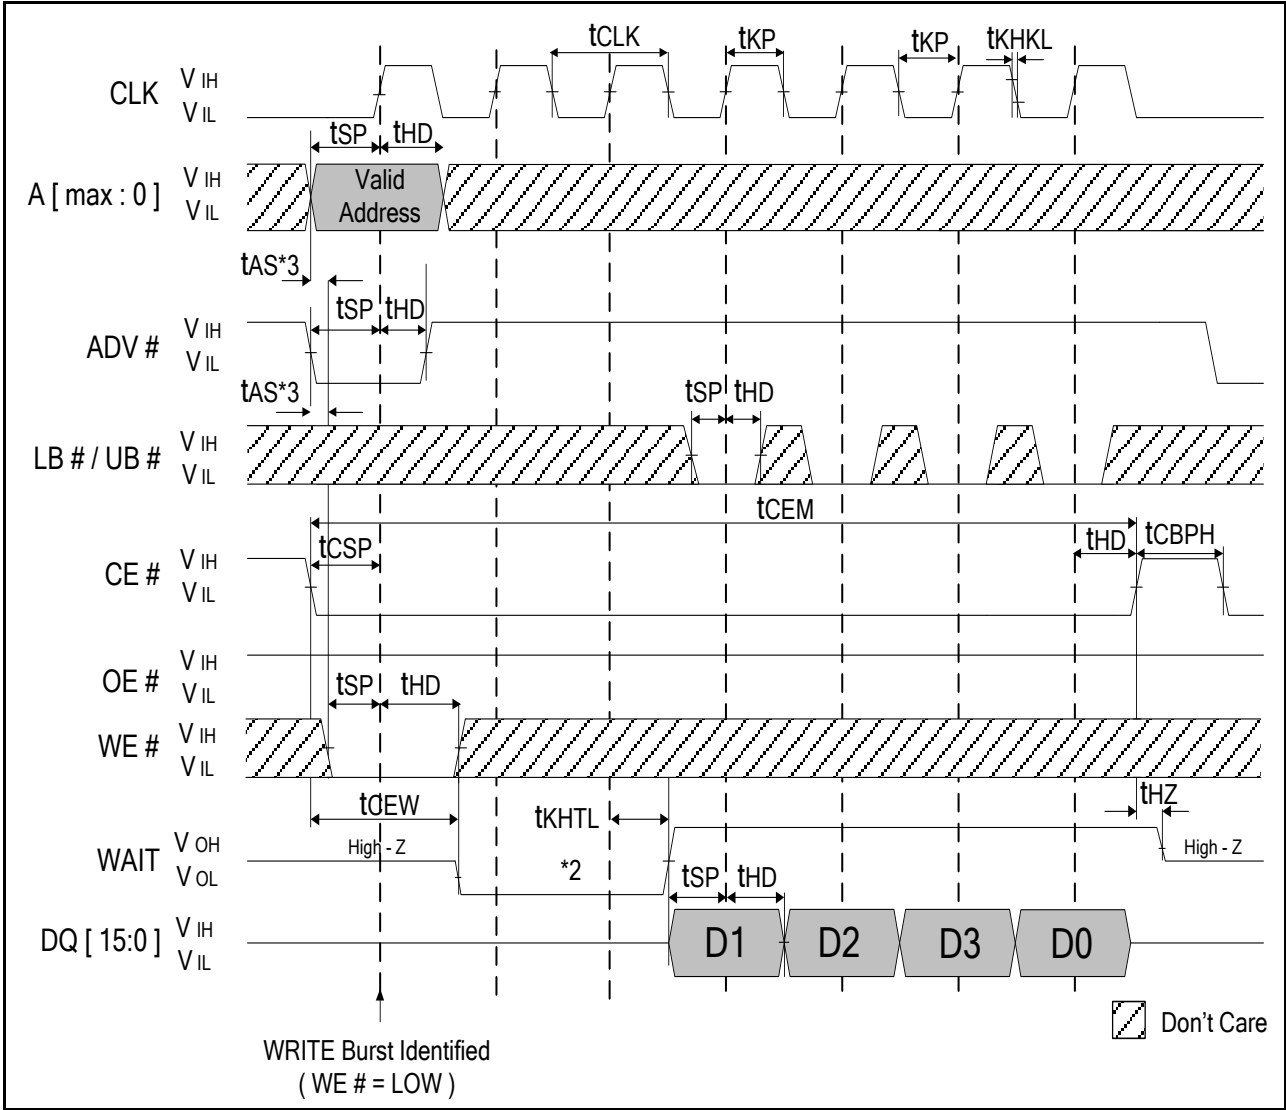 tCLK tKP tKP tKHKL
CLK V IH
V IL
tSP tHD
A [ max : 0 ] V IH
V IL
Valid
Address
tAS*3
tSP tHD
ADV # V IH
V IL
tAS*3
tSP tHD
LB # / UB # V IH
V IL
tCEM
tCSP tHD tCBPH
CE # V IH
V IL
OE # V IH
V IL
tSP tHD
WE # V IH
V IL
tCEW tKHTL tHZ
WAIT V OH
V OL
High - Z *2 High - Z
tSP tHD
DQ [ 15:0 ] V IH
V IL
D1 D2 D3 D0
Don't Care
WRITE Burst Identified
( WE # = LOW )